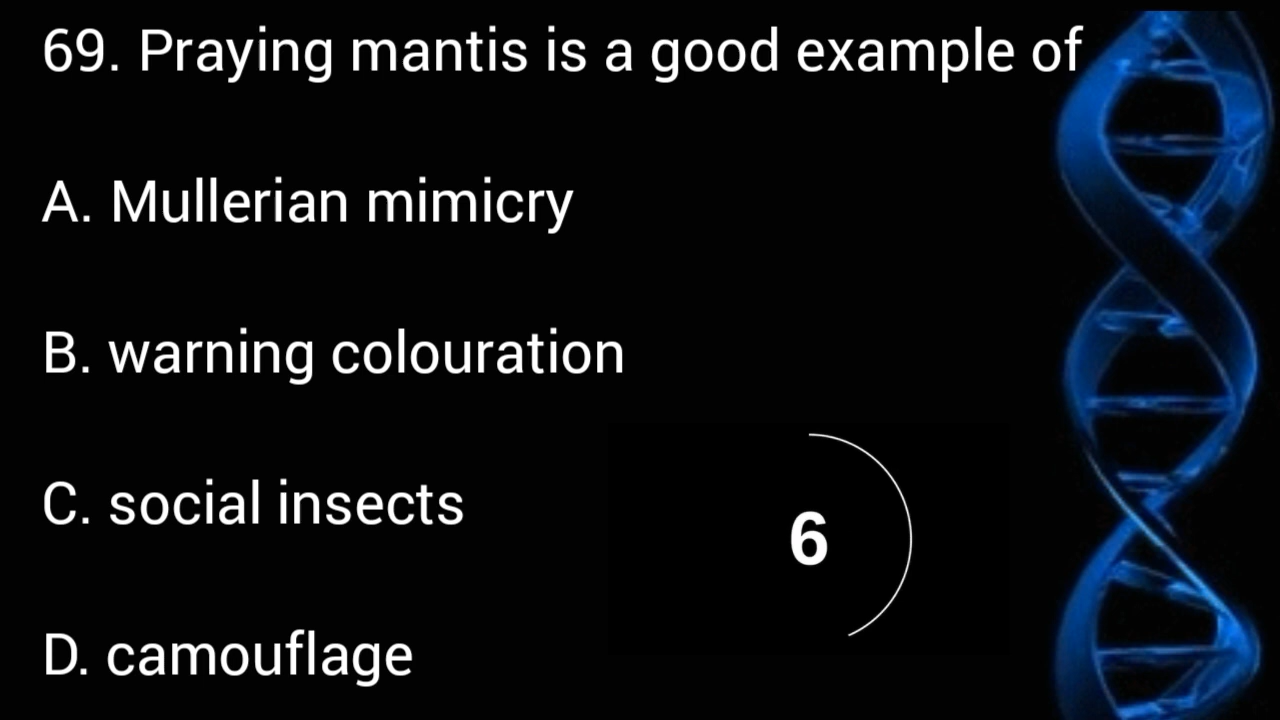 69. Praying mantis is a good example of
A. Mullerian mimicry
B. warning colouration
C. social insects
6
D. camouflage